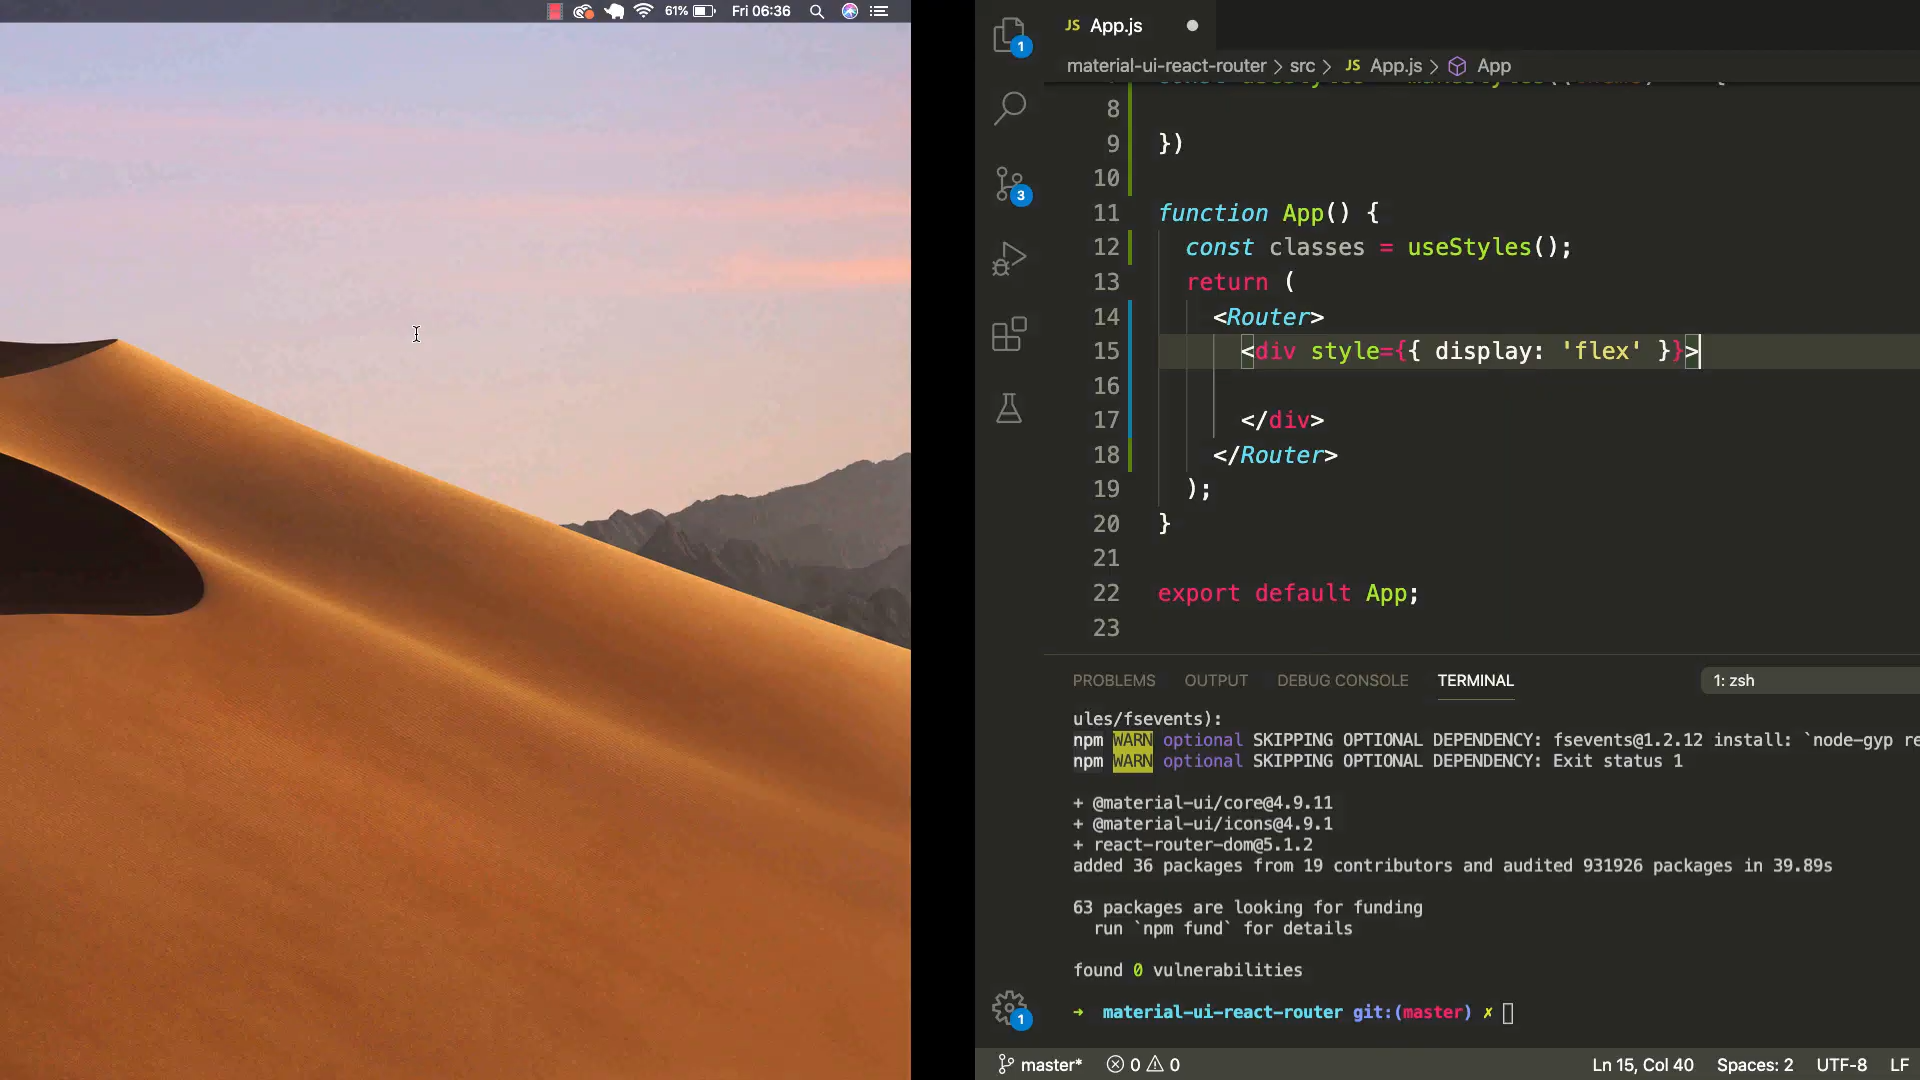 61%
Fri 06:36
JS App.js
material-ui-react-router > src > JS App.js > App
8
9 })
10
11 function App() {
12 const classes = useStyles();
13 return (
14 <Router>
15 <div style={{ display: 'flex' }}>
16
17 </div>
18 </Router>
19 );
20 }
21
22 export default App;
23
1
3
PROBLEMS OUTPUT DEBUG CONSOLE TERMINAL 1: zsh
ules/fsevents):
npm WARN optional SKIPPING OPTIONAL DEPENDENCY: fsevents@1.2.12 install: `node-gyp re
npm WARN optional SKIPPING OPTIONAL DEPENDENCY: Exit status 1
+ @material-ui/core@4.9.11
+ @material-ui/icons@4.9.1
+ react-router-dom@5.1.2
added 36 packages from 19 contributors and audited 931926 packages in 39.89s
63 packages are looking for funding
run `npm fund` for details
found 0 vulnerabilities
→ material-ui-react-router git:(master) ✗
1
master* 0 0 Ln 15, Col 40 Spaces: 2 UTF-8 LF